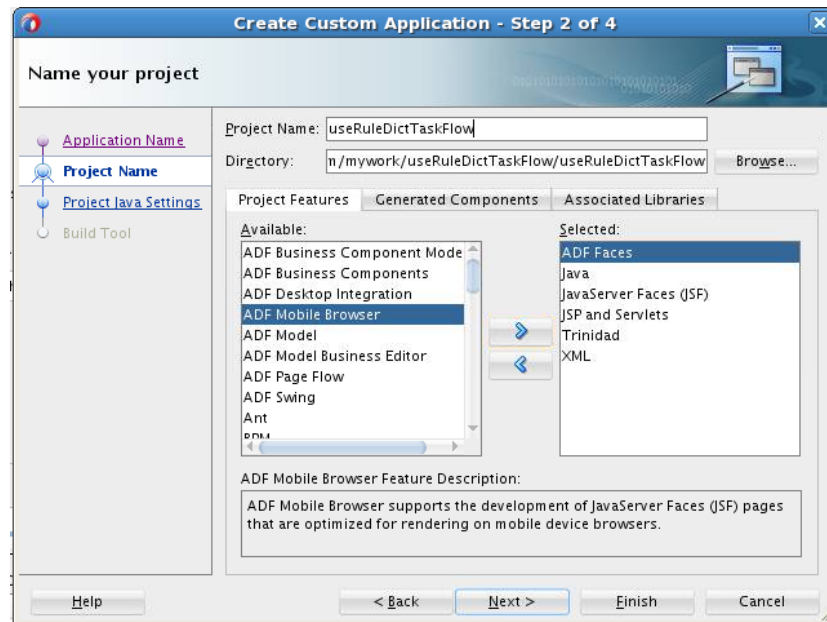 Create Custom Application - Step 2 of 4
Name your project
Application Name
Project Name
Project Java Settings
Build Tool
Project Name: useRuleDictTaskFlow
Directory: n/mywork/useRuleDictTaskFlow/useRuleDictTaskFlow Browse...
Project Features Generated Components Associated Libraries
Available:
ADF Business Component Mode
ADF Business Components
ADF Desktop Integration
ADF Mobile Browser
ADF Model
ADF Model Business Editor
ADF Page Flow
ADF Swing
Ant
BPM
Selected:
ADF Faces
Java
JavaServer Faces (JSF)
JSP and Servlets
Trinidad
XML
ADF Mobile Browser Feature Description:
ADF Mobile Browser supports the development of JavaServer Faces (JSF) pages
that are optimized for rendering on mobile device browsers.
Help < Back Next > Finish Cancel